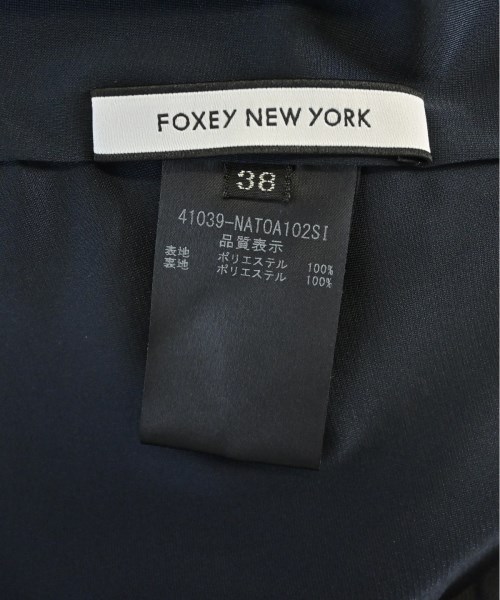 FOXEY NEW YORK
38
41039-NATOA102SI
品質表示
表地 ポリエステル 100%
裏地 ポリエステル 100%